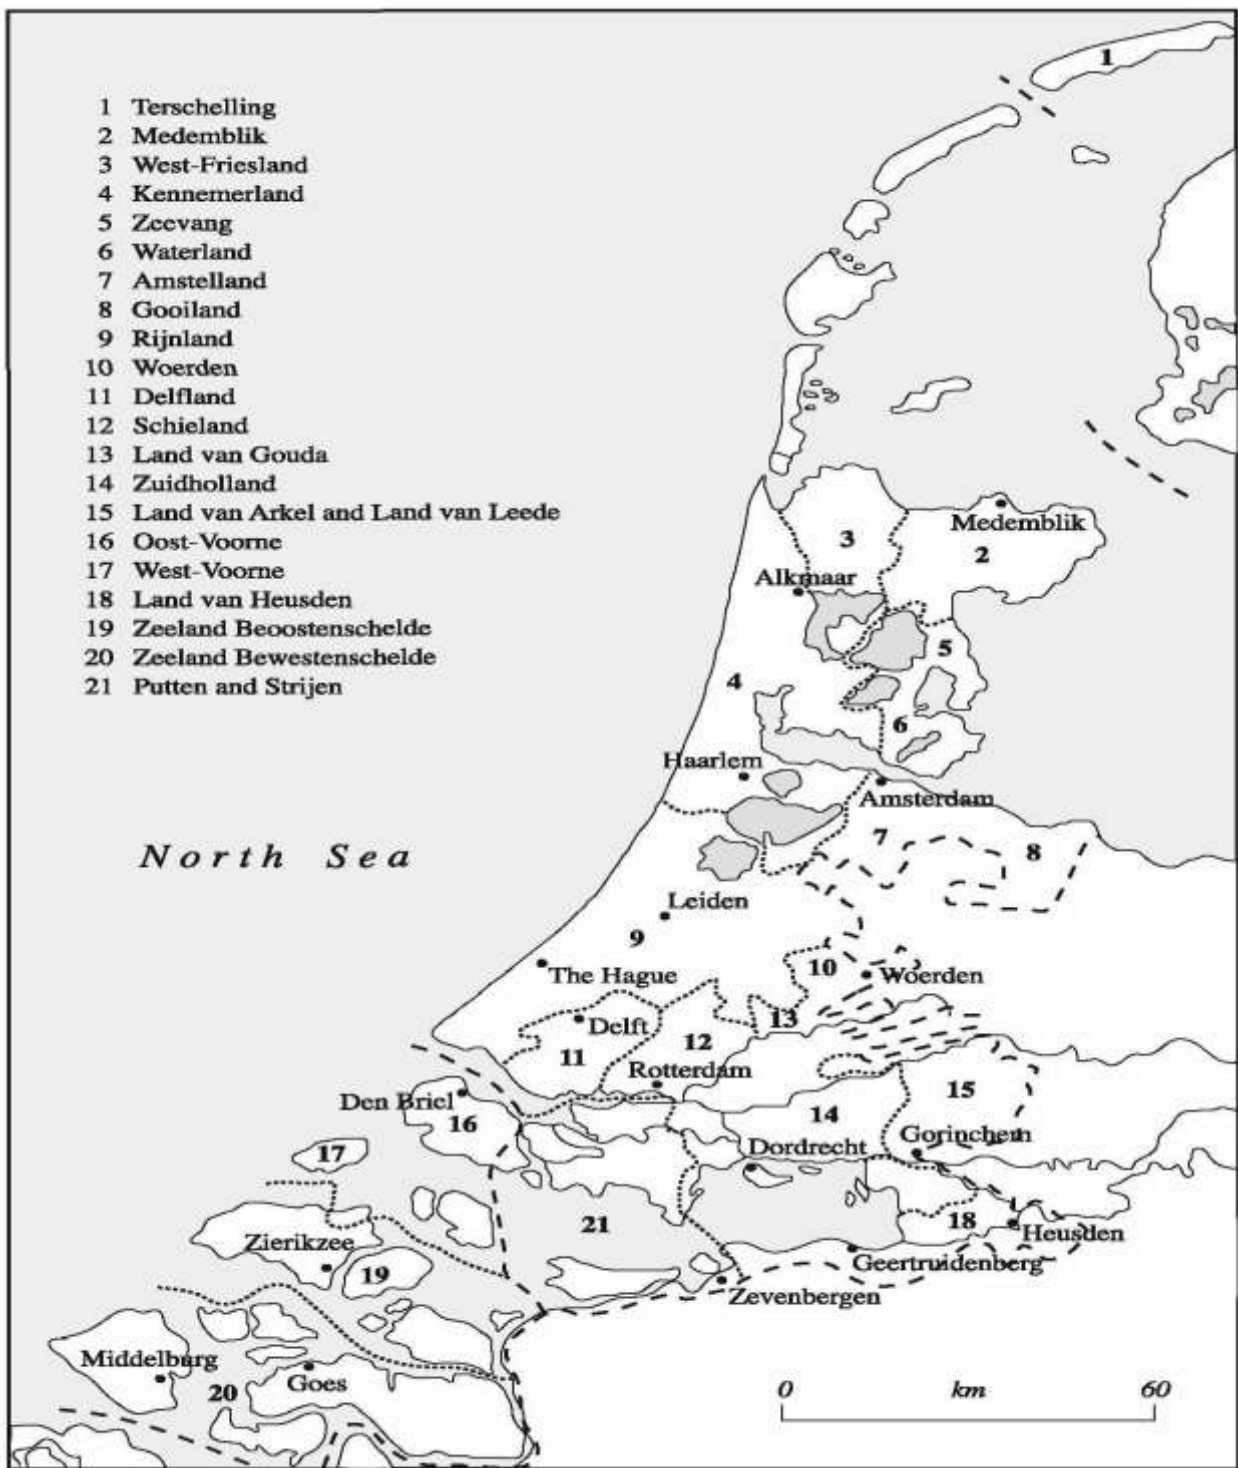 1 Terschelling
2 Medemblik
3 West-Friesland
4 Kennemerland
5 Zeevang
6 Waterland
7 Amstelland
8 Gooiland
9 Rijnland
10 Woerden
11 Delfland
12 Schieland
13 Land van Gouda
14 Zuidholland
15 Land van Arkel and Land van Leede
16 Oost-Voorne
17 West-Voorne
18 Land van Heusden
19 Zeeland Beoostenschelde
20 Zeeland Bewestenschelde
21 Putten and Strijen
1
Medemblik
3
2
Alkmaar
5
4
6
Haarlem
Amsterdam
North Sea
7
8
Leiden
9
10
Woerden
The Hague
13
Delft
12
11
Rotterdam
15
Den Briel
14
16
Gorinchem
Dordrecht
17
21
18
Heusden
Zierikzee
Geertruidenberg
19
Zevenbergen
Middelburg
Goes
20
0 km 60